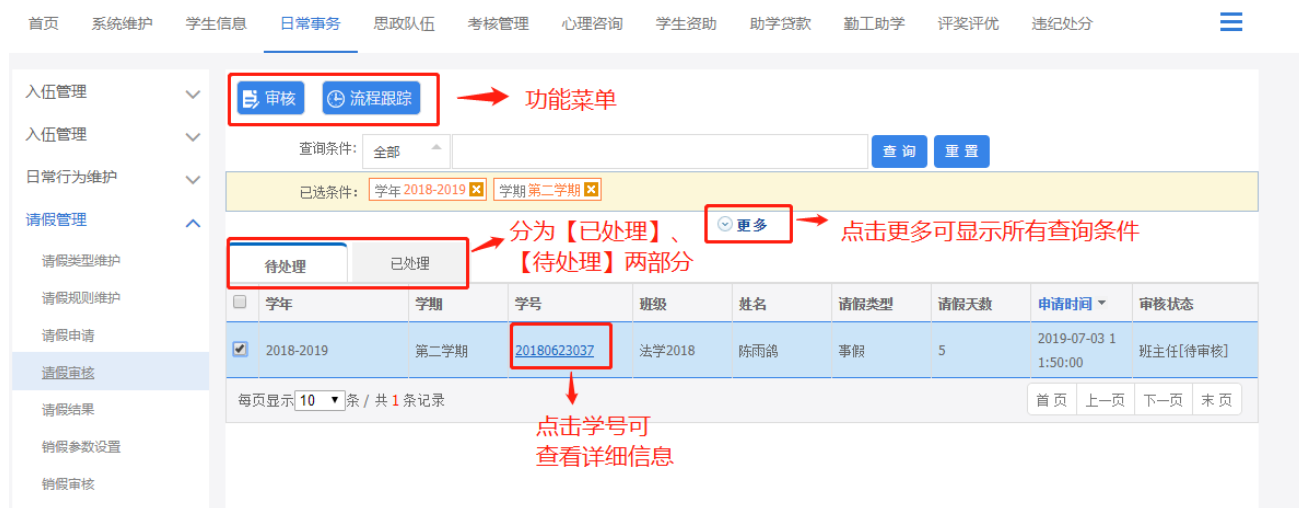 首页 系统维护 学生信息 日常事务 思政队伍 考核管理 心理咨询 学生资助 助学贷款 勤工助学 评奖评优 违纪处分
入伍管理
入伍管理
日常行为维护
请假管理
请假类型维护
请假规则维护
请假申请
请假审核
请假结果
销假参数设置
销假审核
审核 流程跟踪 功能菜单
查询条件: 全部 查 询 重 置
已选条件: 学年 2018-2019 学期 第二学期
更多 点击更多可显示所有查询条件
分为【已处理】、
【待处理】两部分
待处理 已处理
学年 学期 学号 班级 姓名 请假类型 请假天数 申请时间 审核状态
2018-2019 第二学期 20180623037 法学2018 陈雨鸽 事假 5 2019-07-03 1 班主任[待审核]
1:50:00
每页显示 10 条 / 共 1 条记录 首 页 上一页 下一页 末 页
点击学号可
查看详细信息